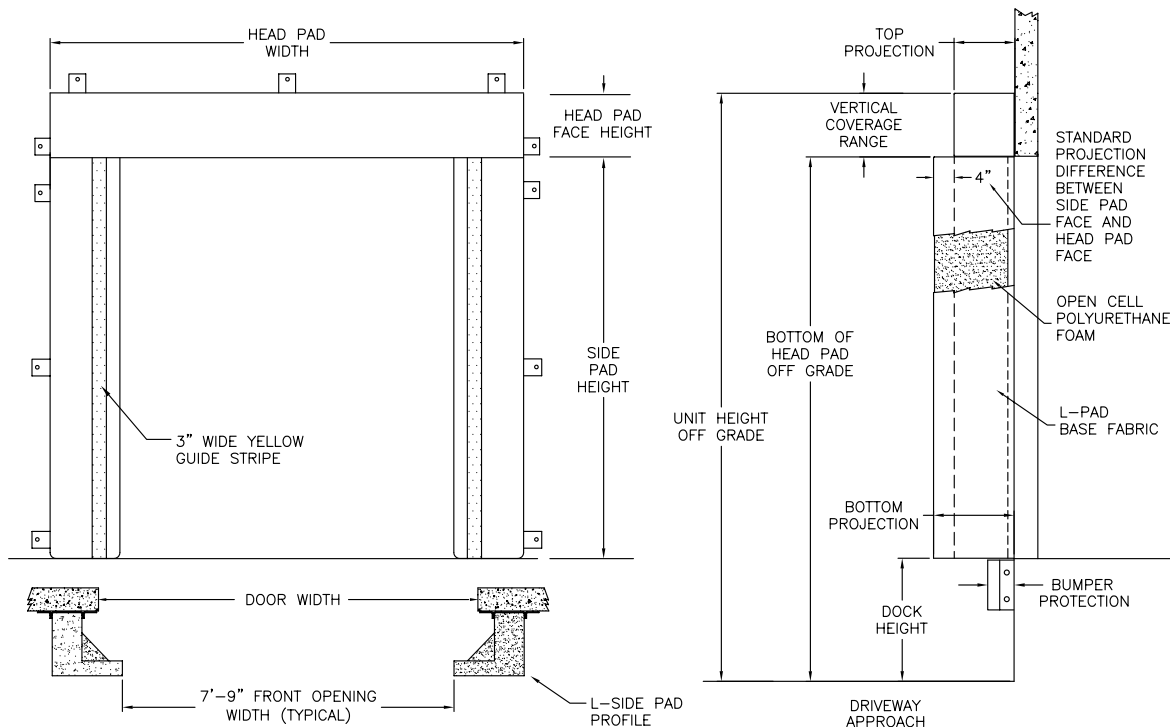 HEAD PAD
WIDTH
HEAD PAD
FACE HEIGHT
SIDE
PAD
HEIGHT
3" WIDE YELLOW
GUIDE STRIPE
DOOR WIDTH
7'-9" FRONT OPENING
WIDTH (TYPICAL)
L-SIDE PAD
PROFILE
TOP
PROJECTION
VERTICAL
COVERAGE
RANGE
STANDARD
PROJECTION
DIFFERENCE
BETWEEN
SIDE PAD
FACE AND
HEAD PAD
FACE
4"
OPEN CELL
POLYURETHANE
FOAM
BOTTOM OF
HEAD PAD
OFF GRADE
UNIT HEIGHT
OFF GRADE
L-PAD
BASE FABRIC
BOTTOM
PROJECTION
BUMPER
PROTECTION
DOCK
HEIGHT
DRIVEWAY
APPROACH